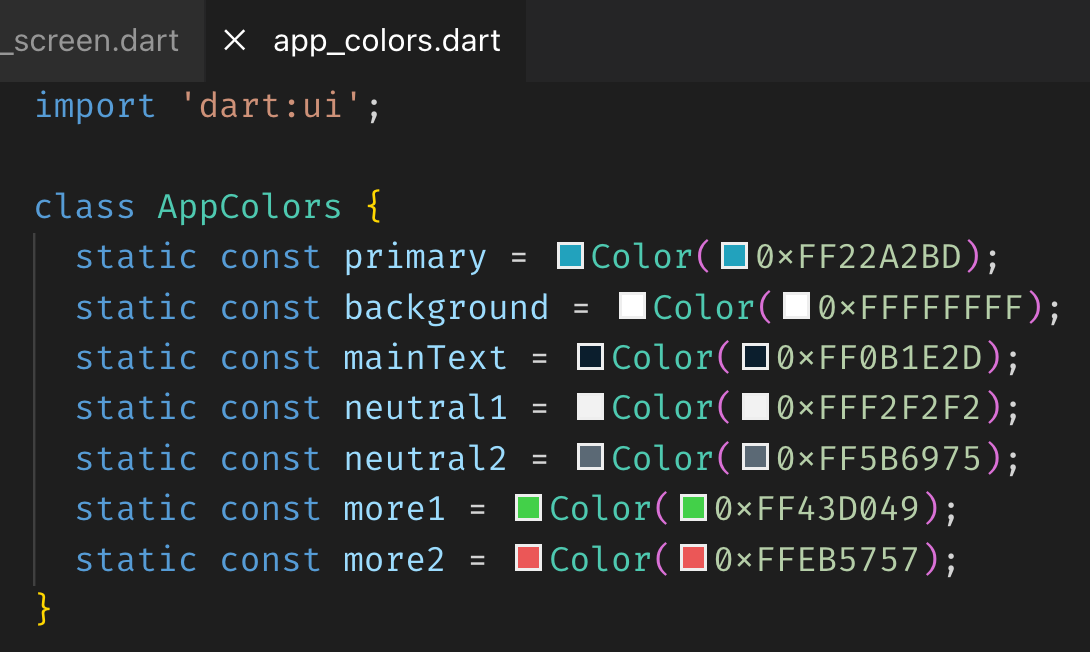 _screen.dart × app_colors.dart
import 'dart:ui';
class AppColors {
static const primary = Color(0xFF22A2BD);
static const background = Color(0xFFFFFFFF);
static const mainText = Color(0xFF0B1E2D);
static const neutral1 = Color(0xFFF2F2F2);
static const neutral2 = Color(0xFF5B6975);
static const more1 = Color(0xFF43D049);
static const more2 = Color(0xFFEB5757);
}